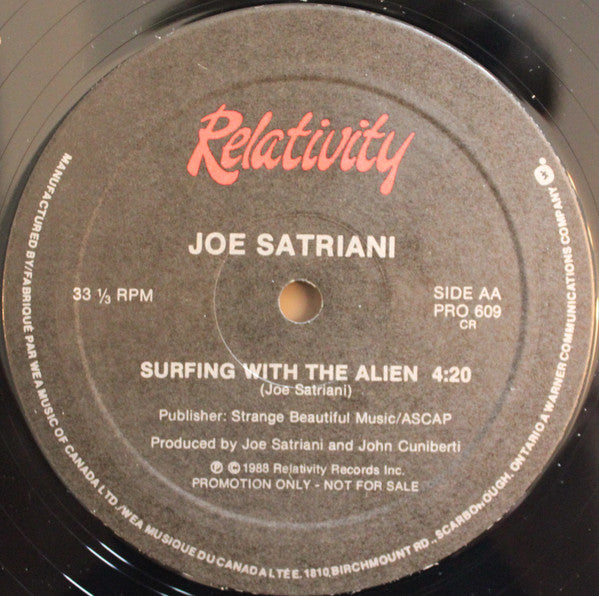 Relativity
JOE SATRIANI
33 ⅓ RPM
SIDE AA
PRO 609
CR
SURFING WITH THE ALIEN 4:20
(Joe Satriani)
Publisher: Strange Beautiful Music/ASCAP
Produced by Joe Satriani and John Cuniberti
℗ © 1988 Relativity Records Inc.
PROMOTION ONLY - NOT FOR SALE
MANUFACTURED BY/FABRIQUÉ PAR WEA MUSIC OF CANADA LTD./WEA MUSIQUE DU CANADA LTÉE. 1810, BIRCHMOUNT RD., SCARBOROUGH, ONTARIO A WARNER COMMUNICATIONS COMPANY